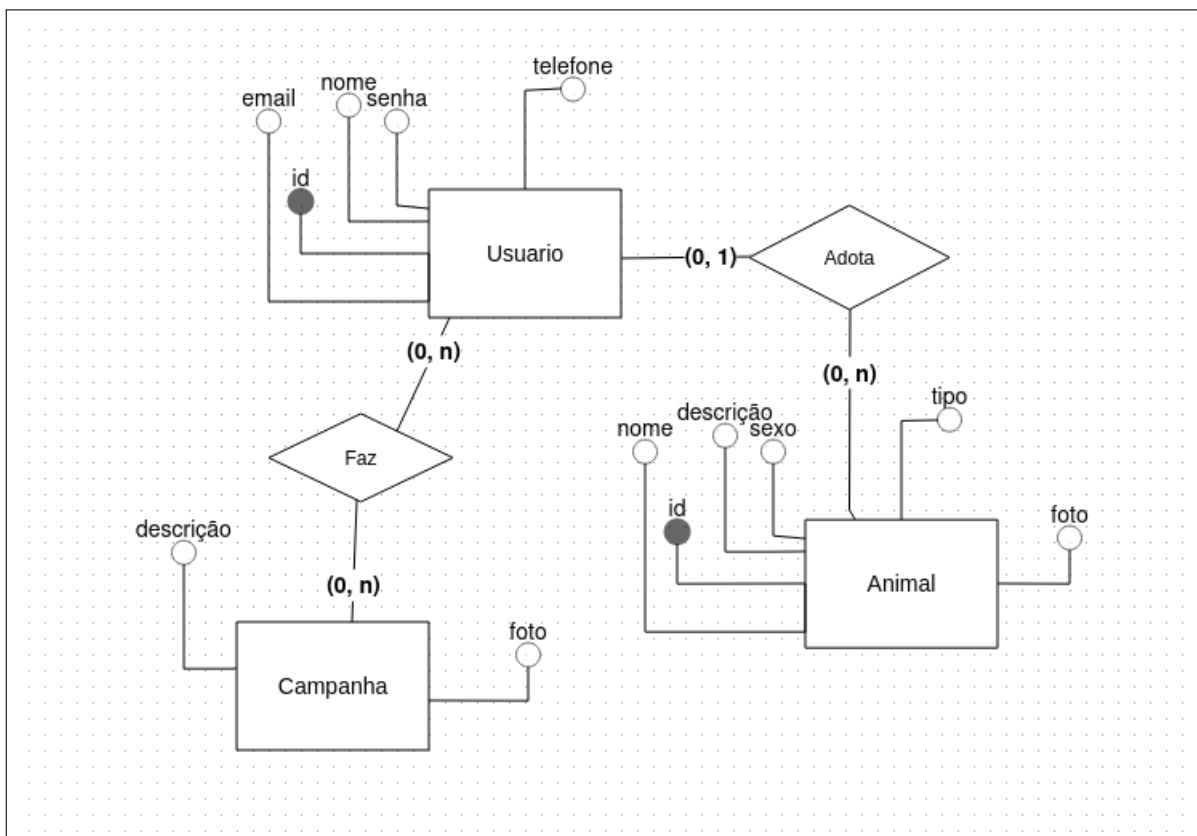 telefone
nome
email
senha
id
Usuario
(0, 1)
Adota
(0, n)
(0, n)
tipo
descrição
nome
sexo
Faz
id
foto
descrição
(0, n)
Animal
foto
Campanha